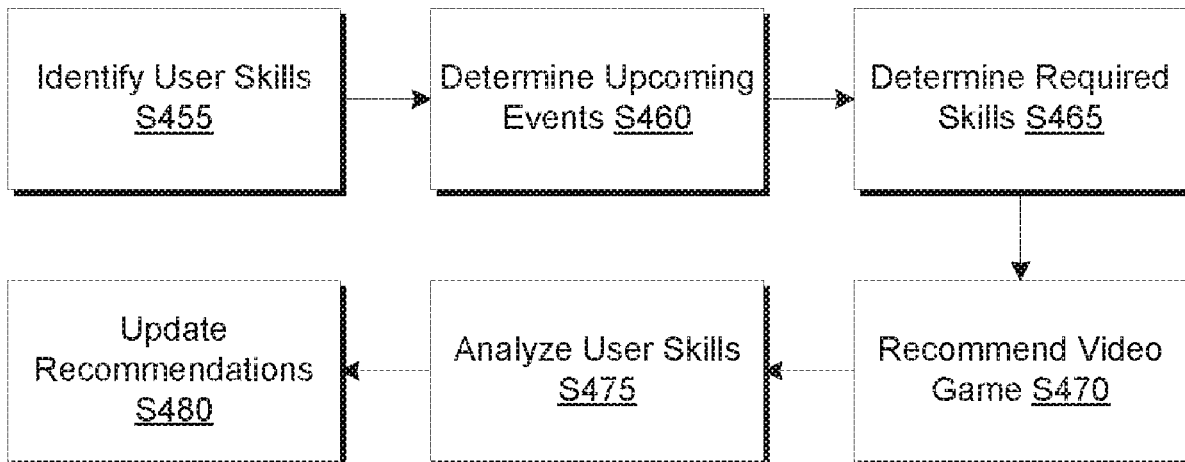 Identify User Skills
S455
Determine Upcoming
Events S460
Determine Required
Skills S465
Update
Recommendations
S480
Analyze User Skills
S475
Recommend Video
Game S470